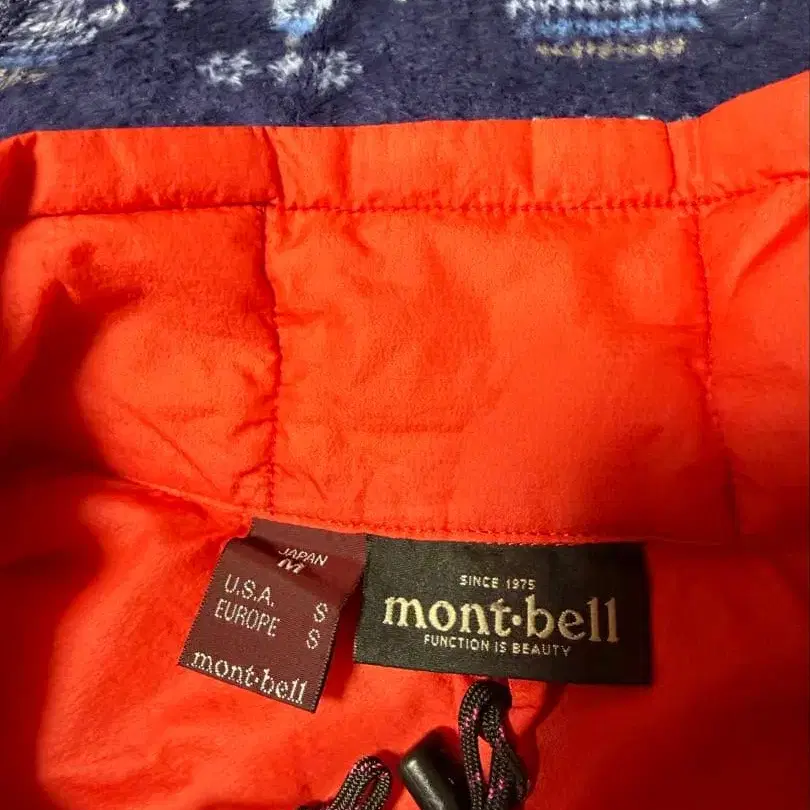 JAPAN
M
U.S.A. S
EUROPE S
mont·bell
SINCE 1975
mont·bell
FUNCTION IS BEAUTY